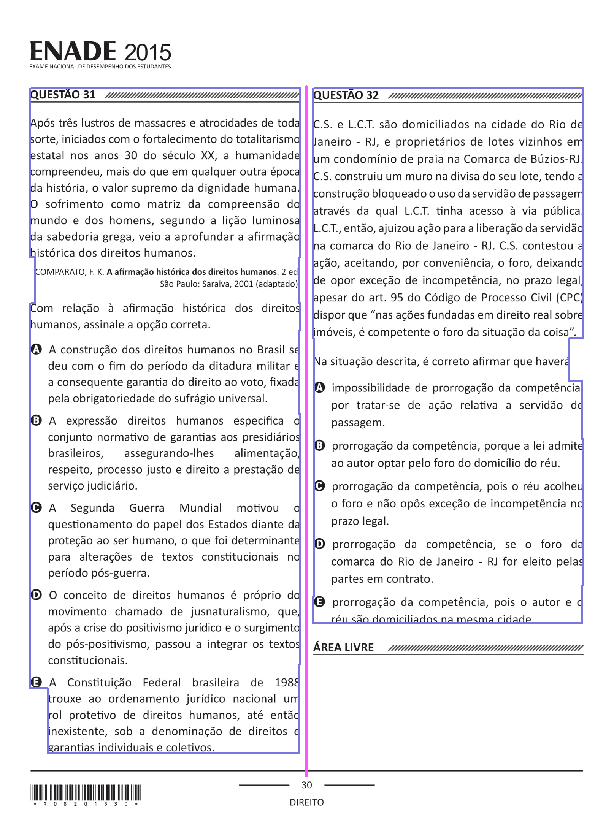 ENADE 2015
EXAME NACIONAL DE DESEMPENHO DOS ESTUDANTES
QUESTÃO 31
Após três lustros de massacres e atrocidades de toda
sorte, iniciados com o fortalecimento do totalitarismo
estatal nos anos 30 do século XX, a humanidade
compreendeu, mais do que em qualquer outra época
da história, o valor supremo da dignidade humana.
O sofrimento como matriz da compreensão do
mundo e dos homens, segundo a lição luminosa
da sabedoria grega, veio a aprofundar a afirmação
histórica dos direitos humanos.
COMPARATO, F. K. A afirmação histórica dos direitos humanos. 2 ed
São Paulo: Saraiva, 2001 (adaptado)
Com relação à afirmação histórica dos direitos
humanos, assinale a opção correta.
A A construção dos direitos humanos no Brasil se
deu com o fim do período da ditadura militar e
a consequente garantia do direito ao voto, fixada
pela obrigatoriedade do sufrágio universal.
B A expressão direitos humanos especifica o
conjunto normativo de garantias aos presidiários
brasileiros, assegurando-lhes alimentação,
respeito, processo justo e direito a prestação de
serviço judiciário.
C A Segunda Guerra Mundial motivou o
questionamento do papel dos Estados diante da
proteção ao ser humano, o que foi determinante
para alterações de textos constitucionais no
período pós-guerra.
D O conceito de direitos humanos é próprio do
movimento chamado de jusnaturalismo, que,
após a crise do positivismo jurídico e o surgimento
do pós-positivismo, passou a integrar os textos
constitucionais.
E A Constituição Federal brasileira de 1988
trouxe ao ordenamento jurídico nacional um
rol protetivo de direitos humanos, até então
inexistente, sob a denominação de direitos e
garantias individuais e coletivos.
QUESTÃO 32
C.S. e L.C.T. são domiciliados na cidade do Rio de
Janeiro - RJ, e proprietários de lotes vizinhos em
um condomínio de praia na Comarca de Búzios-RJ.
C.S. construiu um muro na divisa do seu lote, tendo a
construção bloqueado o uso da servidão de passagem
através da qual L.C.T. tinha acesso à via pública.
L.C.T., então, ajuizou ação para a liberação da servidão
na comarca do Rio de Janeiro - RJ. C.S. contestou a
ação, aceitando, por conveniência, o foro, deixando
de opor exceção de incompetência, no prazo legal,
apesar do art. 95 do Código de Processo Civil (CPC)
dispor que "nas ações fundadas em direito real sobre
imóveis, é competente o foro da situação da coisa".
Na situação descrita, é correto afirmar que haverá
A impossibilidade de prorrogação da competência,
por tratar-se de ação relativa a servidão de
passagem.
B prorrogação da competência, porque a lei admite
ao autor optar pelo foro do domicílio do réu.
C prorrogação da competência, pois o réu acolheu
o foro e não opôs exceção de incompetência no
prazo legal.
D prorrogação da competência, se o foro da
comarca do Rio de Janeiro - RJ for eleito pelas
partes em contrato.
E prorrogação da competência, pois o autor e o
réu são domiciliados na mesma cidade
ÁREA LIVRE
30
DIREITO